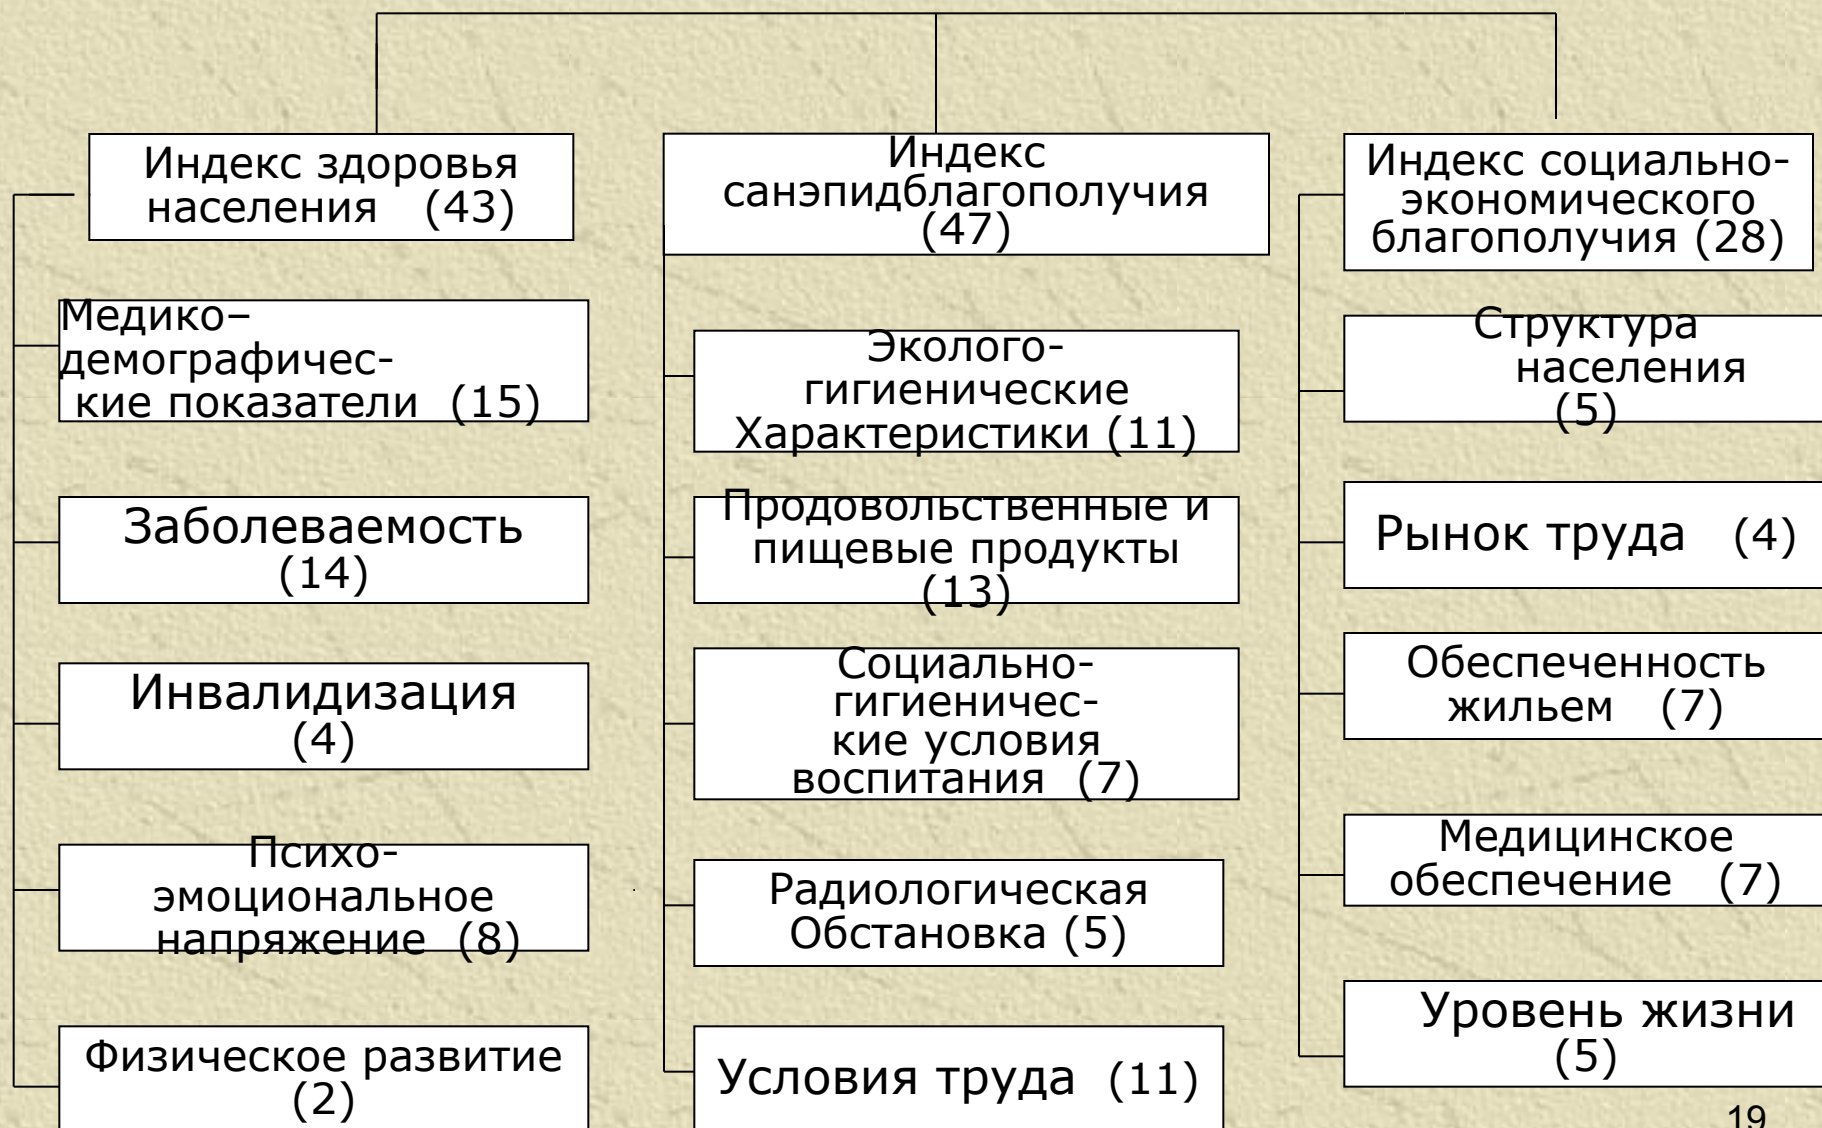 Индекс здоровья
населения (43)
Медико–
демографичес-
кие показатели (15)
Заболеваемость
(14)
Инвалидизация
(4)
Психо-
эмоциональное
напряжение (8)
Физическое развитие
(2)
Индекс
санэпидблагополучия
(47)
Эколого-
гигиенические
Характеристики (11)
Продовольственные и
пищевые продукты
(13)
Социально-
гигиеничес-
кие условия
воспитания (7)
Радиологическая
Обстановка (5)
Условия труда (11)
Индекс социально-
экономического
благополучия (28)
Структура
населения
(5)
Рынок труда (4)
Обеспеченность
жильем (7)
Медицинское
обеспечение (7)
Уровень жизни
(5)
19